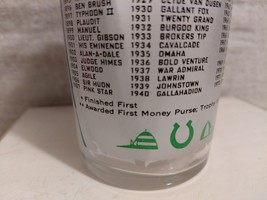 1929 CLYDE VAN DUSEN
BEN BRUSH 1930 GALLANT FOX
TYPHOON II 1931 TWENTY GRAND
PLAUDIT 1932 BURGOO KING
MANUEL 1933 BROKERS TIP
LIEUT. GIBSON 1934 CAVALCADE
HIS EMINENCE 1935 OMAHA
ALAN-A-DALE 1936 BOLD VENTURE
JUDGE HIMES 1937 WAR ADMIRAL
ELWOOD 1938 LAWRIN
AGILE 1939 JOHNSTOWN
SIR HUON 1940 GALLAHADION
PINK STAR
+ Finished First
++ Awarded First Money Purse; Trophy